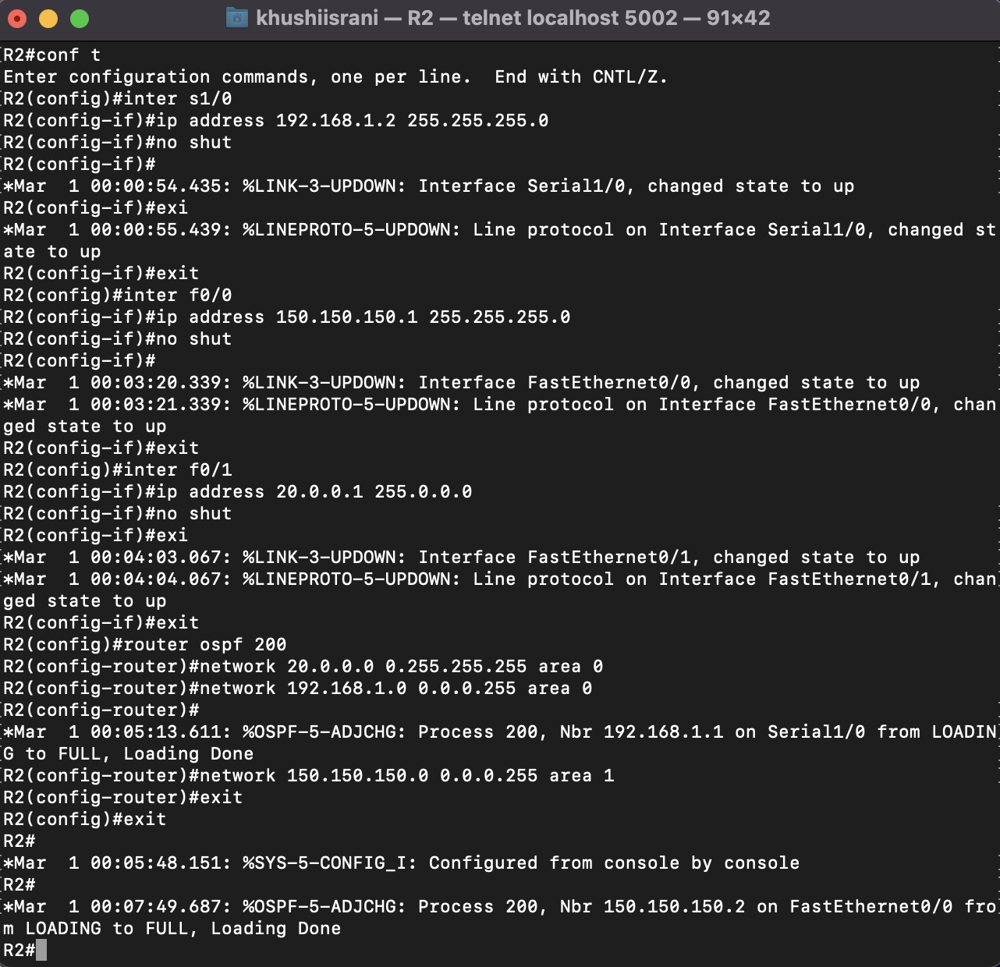 khushiisrani — R2 — telnet localhost 5002 — 91×42
R2#conf t
Enter configuration commands, one per line.  End with CNTL/Z.
R2(config)#inter s1/0
R2(config-if)#ip address 192.168.1.2 255.255.255.0
R2(config-if)#no shut
R2(config-if)#
*Mar  1 00:00:54.435: %LINK-3-UPDOWN: Interface Serial1/0, changed state to up
R2(config-if)#exi
*Mar  1 00:00:55.439: %LINEPROTO-5-UPDOWN: Line protocol on Interface Serial1/0, changed st
ate to up
R2(config-if)#exit
R2(config)#inter f0/0
R2(config-if)#ip address 150.150.150.1 255.255.255.0
R2(config-if)#no shut
R2(config-if)#
*Mar  1 00:03:20.339: %LINK-3-UPDOWN: Interface FastEthernet0/0, changed state to up
*Mar  1 00:03:21.339: %LINEPROTO-5-UPDOWN: Line protocol on Interface FastEthernet0/0, chan
ged state to up
R2(config-if)#exit
R2(config)#inter f0/1
R2(config-if)#ip address 20.0.0.1 255.0.0.0
R2(config-if)#no shut
R2(config-if)#exi
*Mar  1 00:04:03.067: %LINK-3-UPDOWN: Interface FastEthernet0/1, changed state to up
*Mar  1 00:04:04.067: %LINEPROTO-5-UPDOWN: Line protocol on Interface FastEthernet0/1, chan
ged state to up
R2(config-if)#exit
R2(config)#router ospf 200
R2(config-router)#network 20.0.0.0 0.255.255.255 area 0
R2(config-router)#network 192.168.1.0 0.0.0.255 area 0
R2(config-router)#
*Mar  1 00:05:13.611: %OSPF-5-ADJCHG: Process 200, Nbr 192.168.1.1 on Serial1/0 from LOADIN
G to FULL, Loading Done
R2(config-router)#network 150.150.150.0 0.0.0.255 area 1
R2(config-router)#exit
R2(config)#exit
R2#
*Mar  1 00:05:48.151: %SYS-5-CONFIG_I: Configured from console by console
R2#
*Mar  1 00:07:49.687: %OSPF-5-ADJCHG: Process 200, Nbr 150.150.150.2 on FastEthernet0/0 fro
m LOADING to FULL, Loading Done
R2#